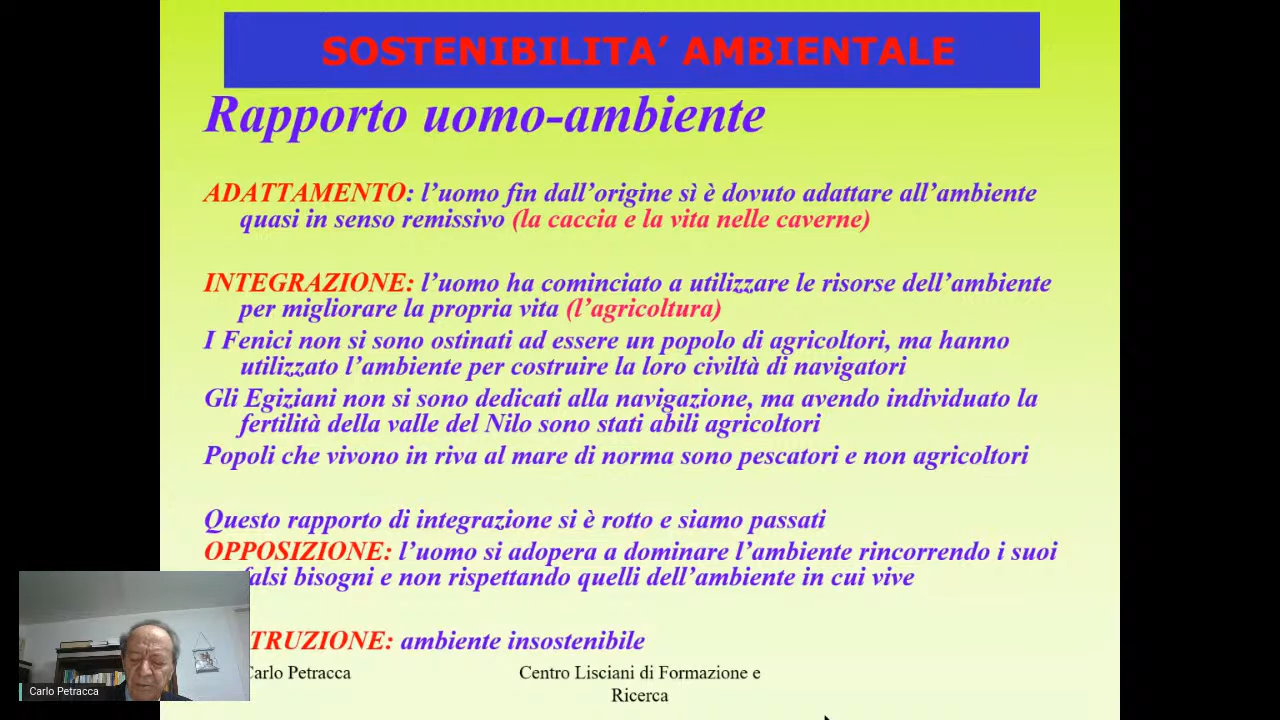 SOSTENIBILITA’ AMBIENTALE
Rapporto uomo-ambiente
ADATTAMENTO: l’uomo fin dall’origine sì è dovuto adattare all’ambiente
quasi in senso remissivo (la caccia e la vita nelle caverne)
INTEGRAZIONE: l’uomo ha cominciato a utilizzare le risorse dell’ambiente
per migliorare la propria vita (l’agricoltura)
I Fenici non si sono ostinati ad essere un popolo di agricoltori, ma hanno
utilizzato l’ambiente per costruire la loro civiltà di navigatori
Gli Egiziani non si sono dedicati alla navigazione, ma avendo individuato la
fertilità della valle del Nilo sono stati abili agricoltori
Popoli che vivono in riva al mare di norma sono pescatori e non agricoltori
Questo rapporto di integrazione si è rotto e siamo passati
OPPOSIZIONE: l’uomo si adopera a dominare l’ambiente rincorrendo i suoi
falsi bisogni e non rispettando quelli dell’ambiente in cui vive
TRUZIONE: ambiente insostenibile
Carlo Petracca
Centro Lisciani di Formazione e
Ricerca
Carlo Petracca